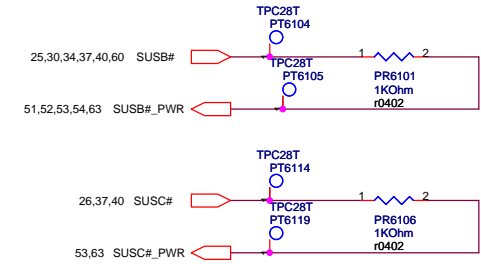 TPC28T
PT6104
25,30,34,37,40,60 SUSB#
1 2
TPC28T
PT6105
PR6101
1KOhm
r0402
51,52,53,54,63 SUSB#_PWR
TPC28T
PT6114
26,37,40 SUSC#
1 2
TPC28T
PT6119
PR6106
1KOhm
r0402
53,63 SUSC#_PWR